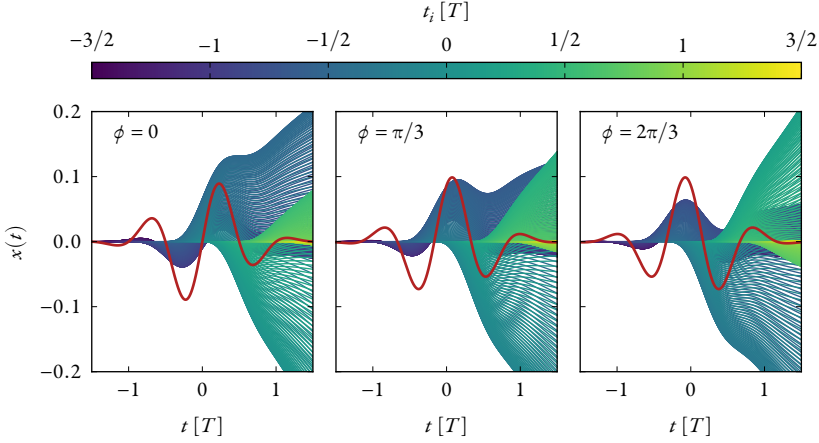 t_i [T]
−3/2 −1 −1/2 0 1/2 1 3/2
ϕ = 0
ϕ = π/3
ϕ = 2π/3
x(t)
0.2
0.1
0.0
−0.1
−0.2
−1 0 1 −1 0 1 −1 0 1
t [T] t [T] t [T]